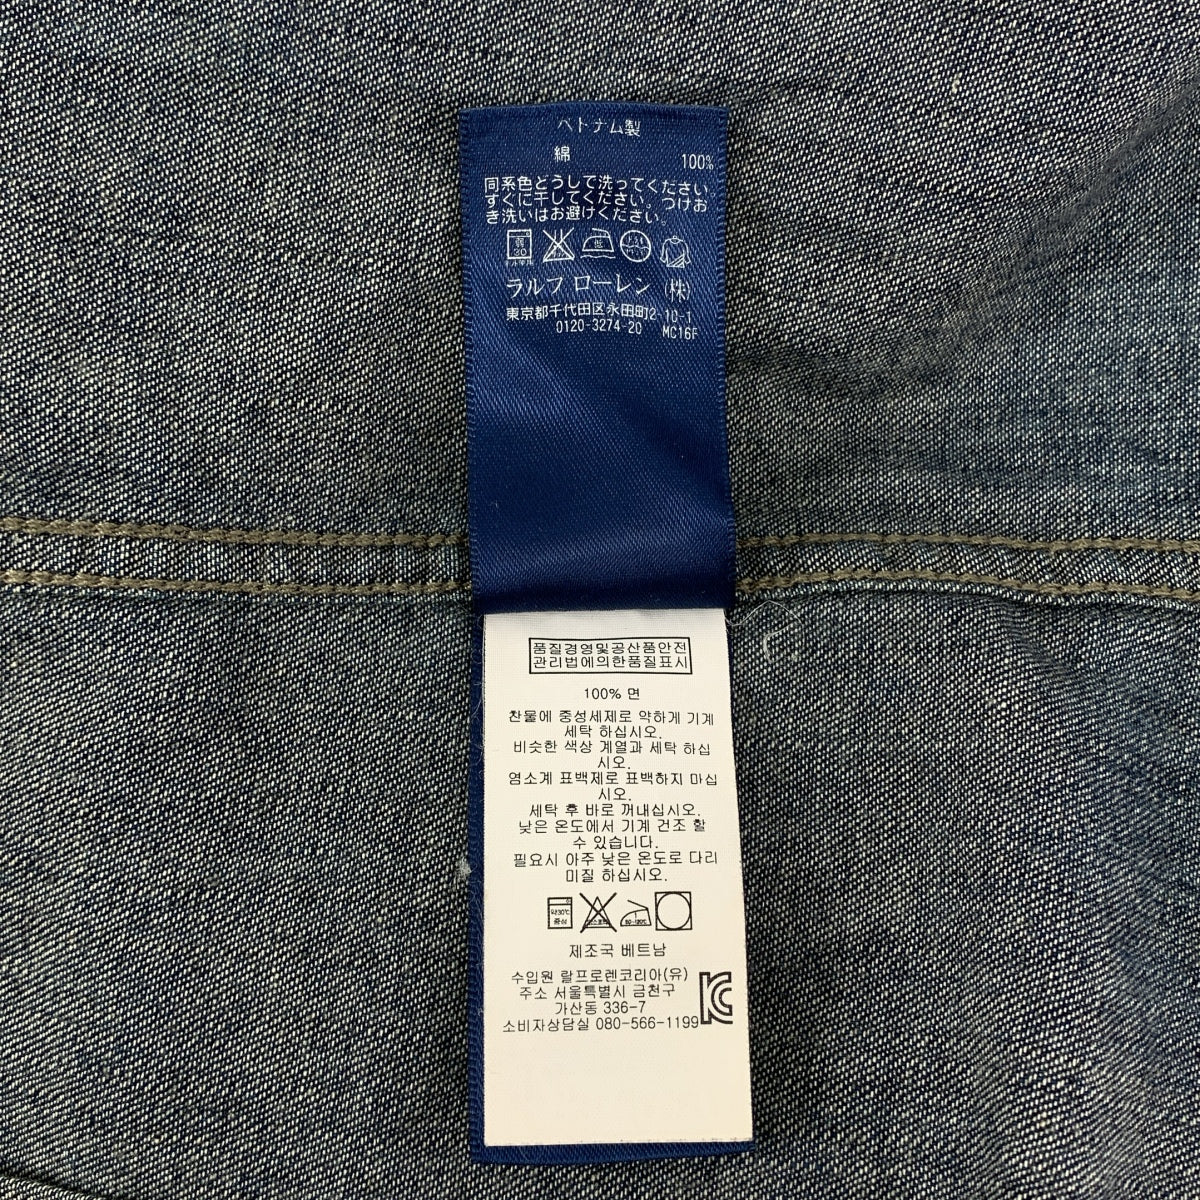 ベトナム製
綿 100%
同系色どうしで洗ってください
すぐに干してください。つけお
き洗いはお避けください。
弱
30
低
ラルフ ローレン (株)
東京都千代田区永田町2-10-1
0120-3274-20 MC16F
품질경영및공산품안전
관리법에의한품질표시
100% 면
찬물에 중성세제로 약하게 기계
세탁 하십시오.
비슷한 색상 계열과 세탁 하십
시오.
염소계 표백제로 표백하지 마십
시오.
세탁 후 바로 꺼내십시오.
낮은 온도에서 기계 건조 할
수 있습니다.
필요시 아주 낮은 온도로 다리
미질 하십시오.
약30℃
중성
80-120℃
제조국 베트남
수입원 랄프로렌코리아(유)
주소 서울특별시 금천구
가산동 336-7
소비자상담실 080-566-1199